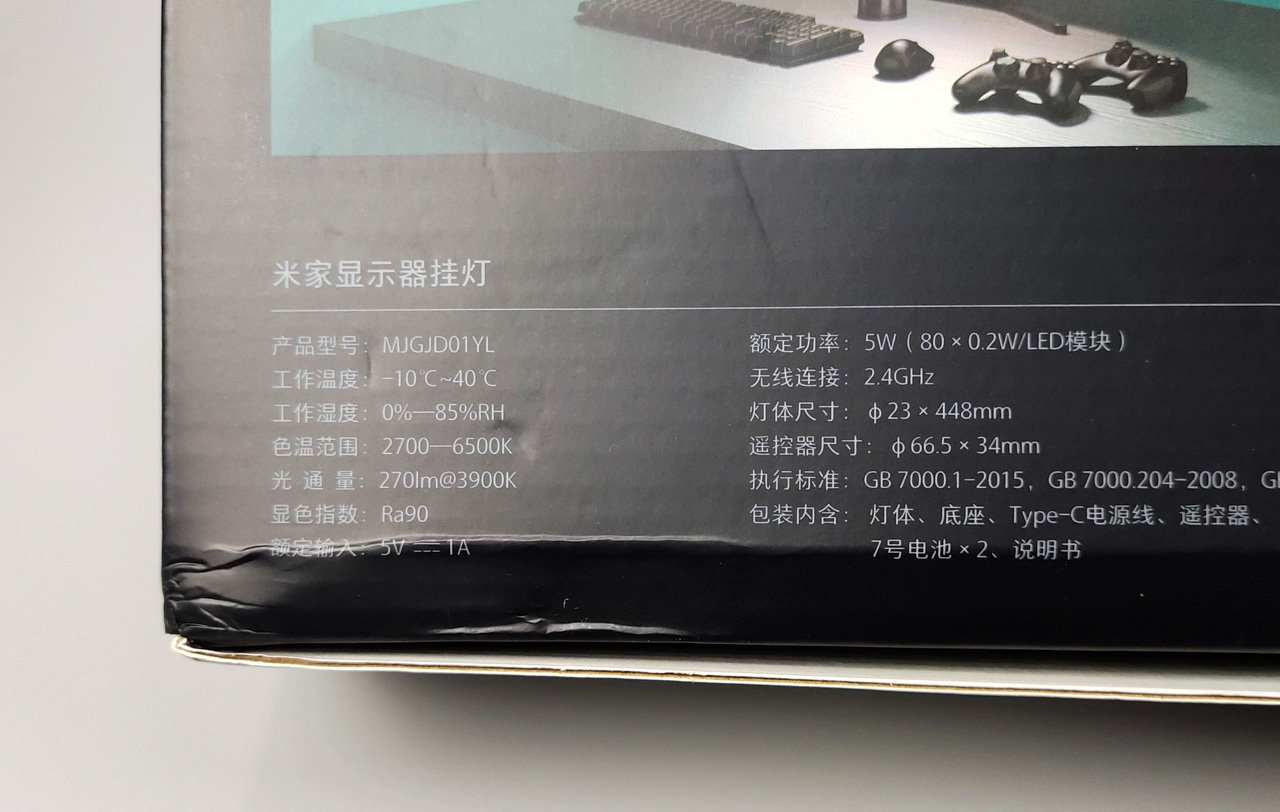 米家显示器挂灯
产品型号：MJGJD01YL
工作温度：-10℃~40℃
工作湿度：0%—85%RH
色温范围：2700—6500K
光 通 量：270lm@3900K
显色指数：Ra90
额定输入：5V ⎓ 1A
额定功率：5W（80 × 0.2W/LED模块）
无线连接：2.4GHz
灯体尺寸：ϕ23 × 448mm
遥控器尺寸：ϕ66.5 × 34mm
执行标准：GB 7000.1-2015，GB 7000.204-2008，
包装内含：灯体、底座、Type-C电源线、遥控器、
7号电池 × 2、说明书